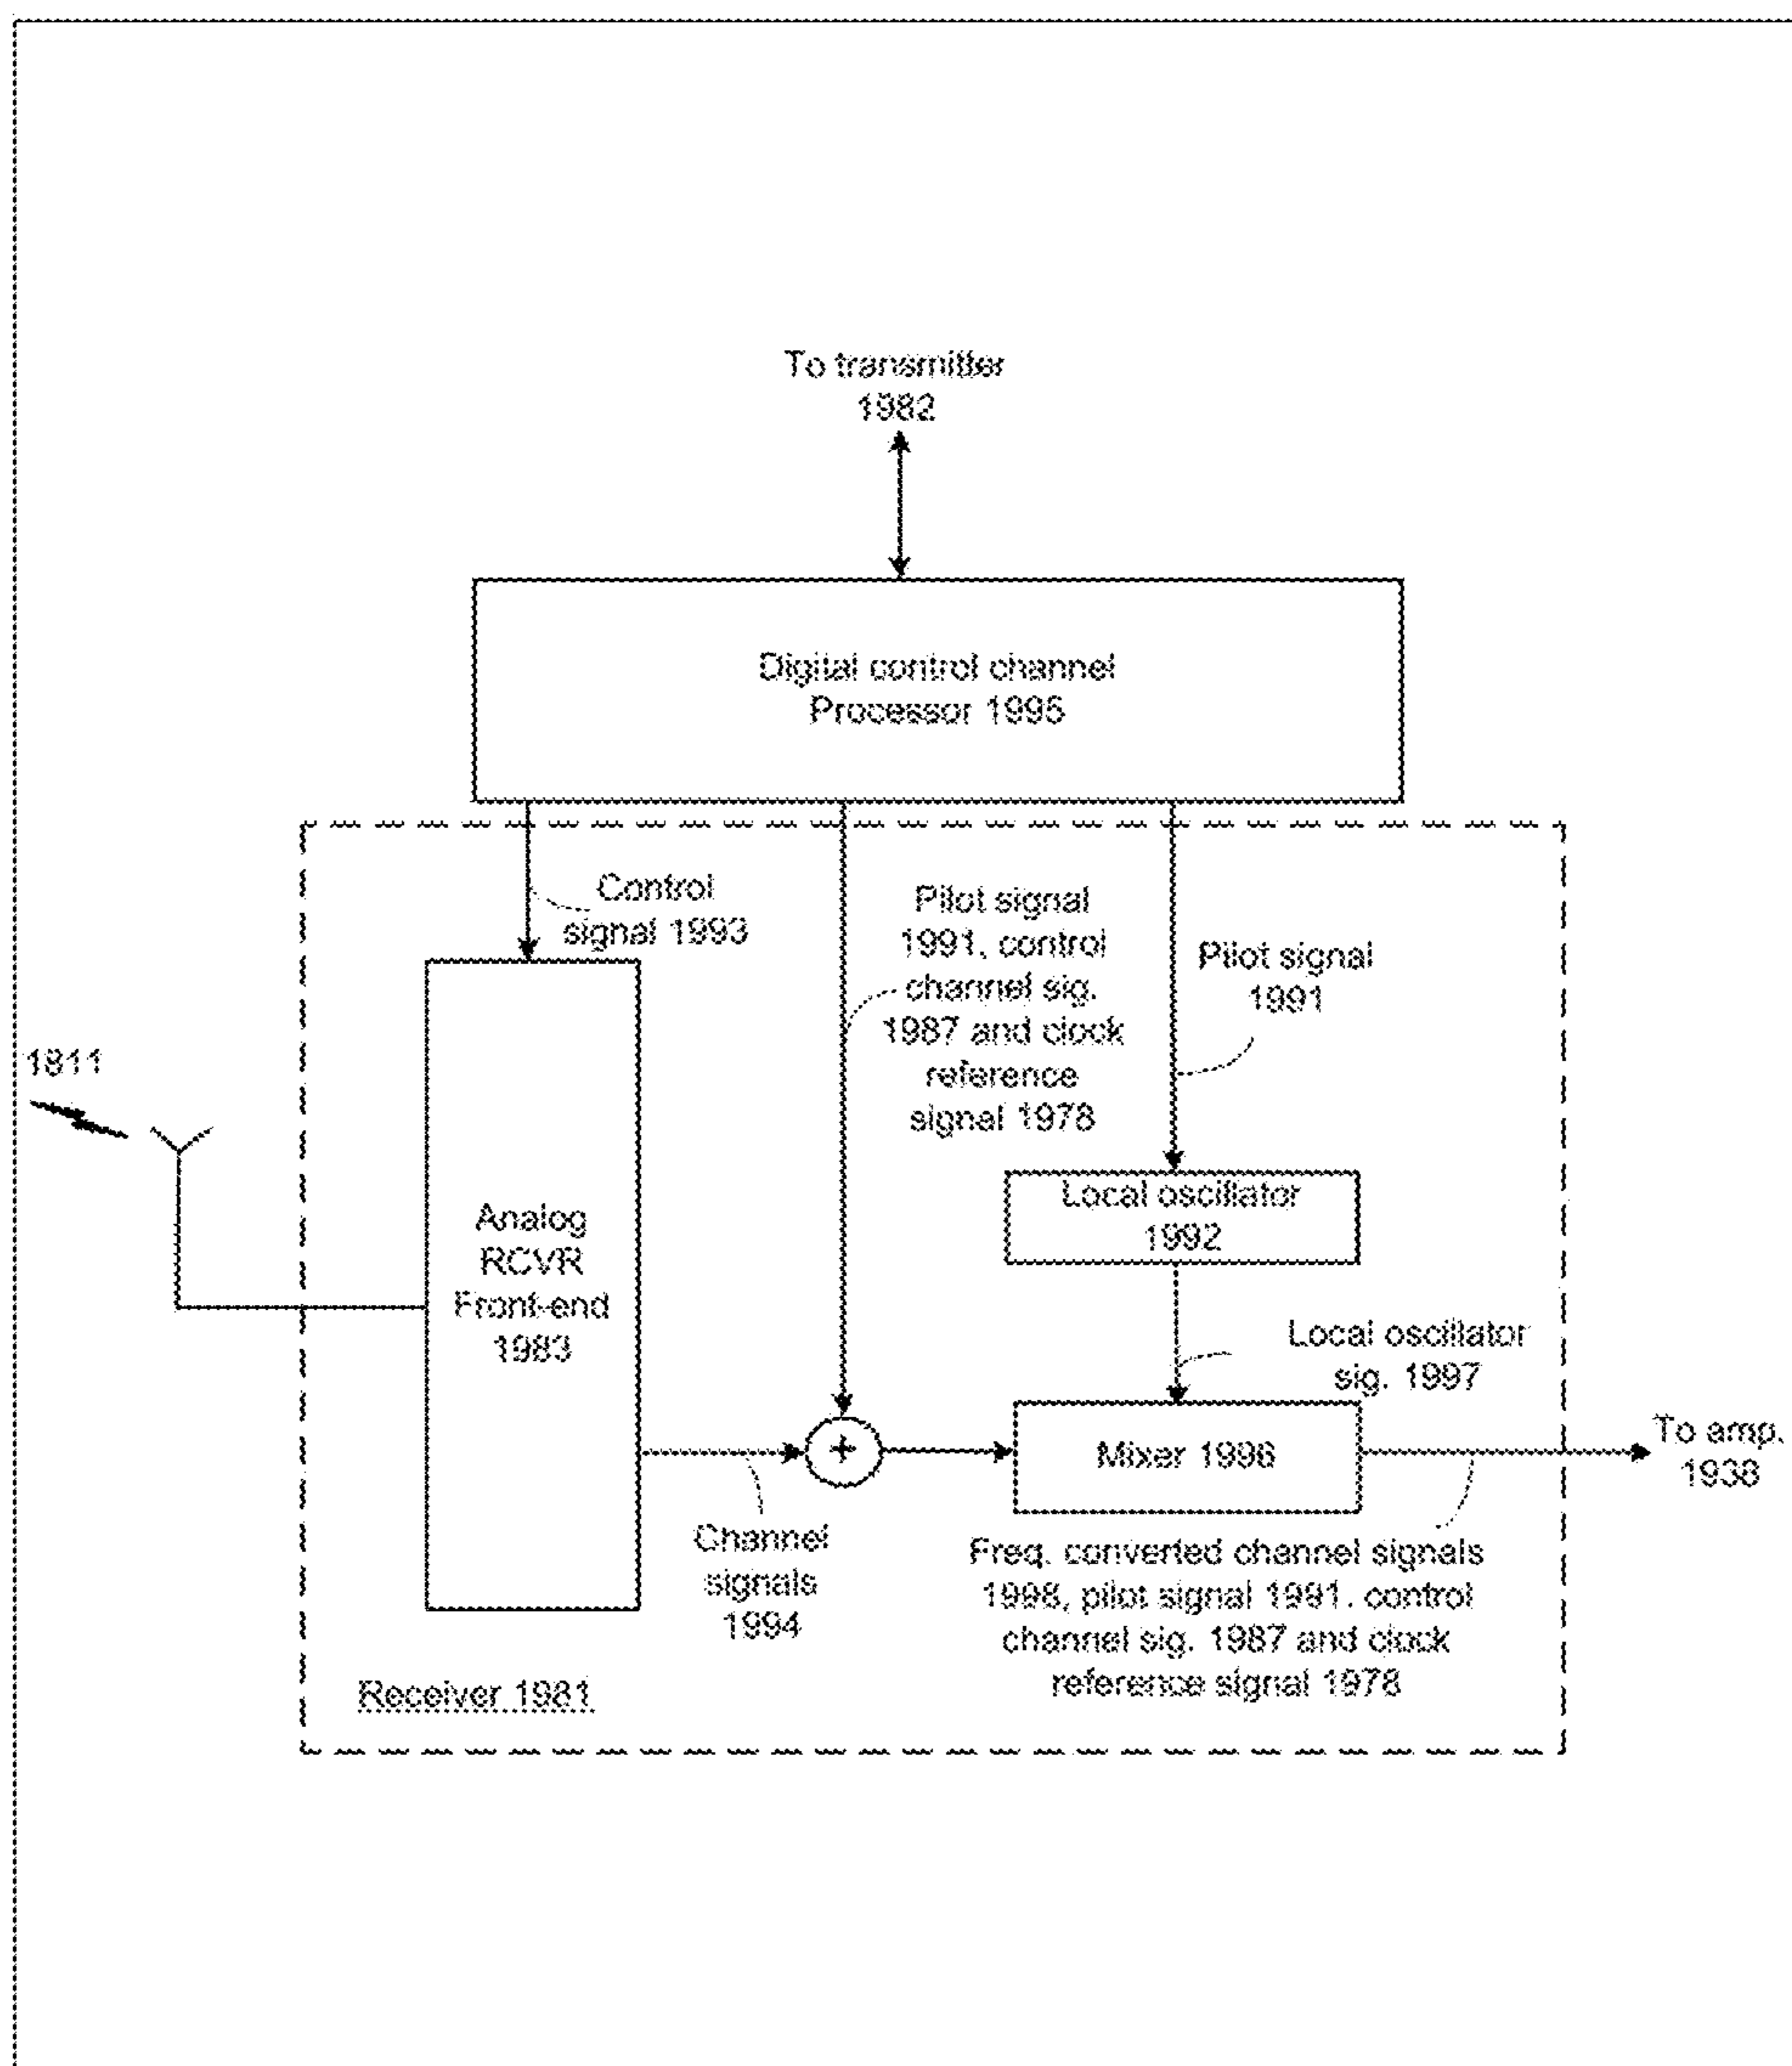 To transmitter
1982
Digital control channel
Processor 1995
Control
signal 1993
Pilot signal
1991, control
channel sig.
1987 and clock
reference
signal 1978
Pilot signal
1991
1811
Analog
RCVR
Front-end
1983
Local oscillator
1992
Local oscillator
sig. 1997
+
Mixer 1996
To amp.
1938
Channel
signals
1994
Freq. converted channel signals
1998, pilot signal 1991. control
channel sig. 1987 and clock
reference signal 1978
Receiver 1981